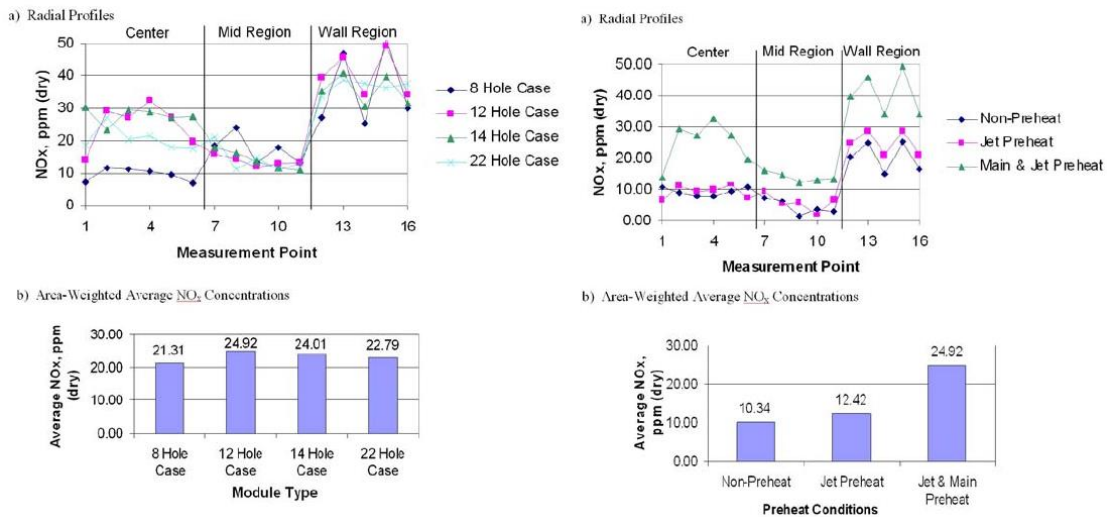 a) Radial Profiles
Center Mid Region Wall Region
NOx, ppm (dry)
50
40
30
20
10
0
1 4 7 10 13 16
Measurement Point
8 Hole Case
12 Hole Case
14 Hole Case
22 Hole Case
b) Area-Weighted Average NOx Concentrations
Average NOx, ppm (dry)
30.00
20.00
10.00
0.00
21.31 24.92 24.01 22.79
8 Hole Case 12 Hole Case 14 Hole Case 22 Hole Case
Module Type
a) Radial Profiles
Center Mid Region Wall Region
NOx, ppm (dry)
50.00
40.00
30.00
20.00
10.00
0.00
1 4 7 10 13 16
Measurement Point
Non-Preheat
Jet Preheat
Main & Jet Preheat
b) Area-Weighted Average NOx Concentrations
Average NOx, ppm (dry)
30.00
20.00
10.00
0.00
10.34 12.42 24.92
Non-Preheat Jet Preheat Jet & Main Preheat
Preheat Conditions